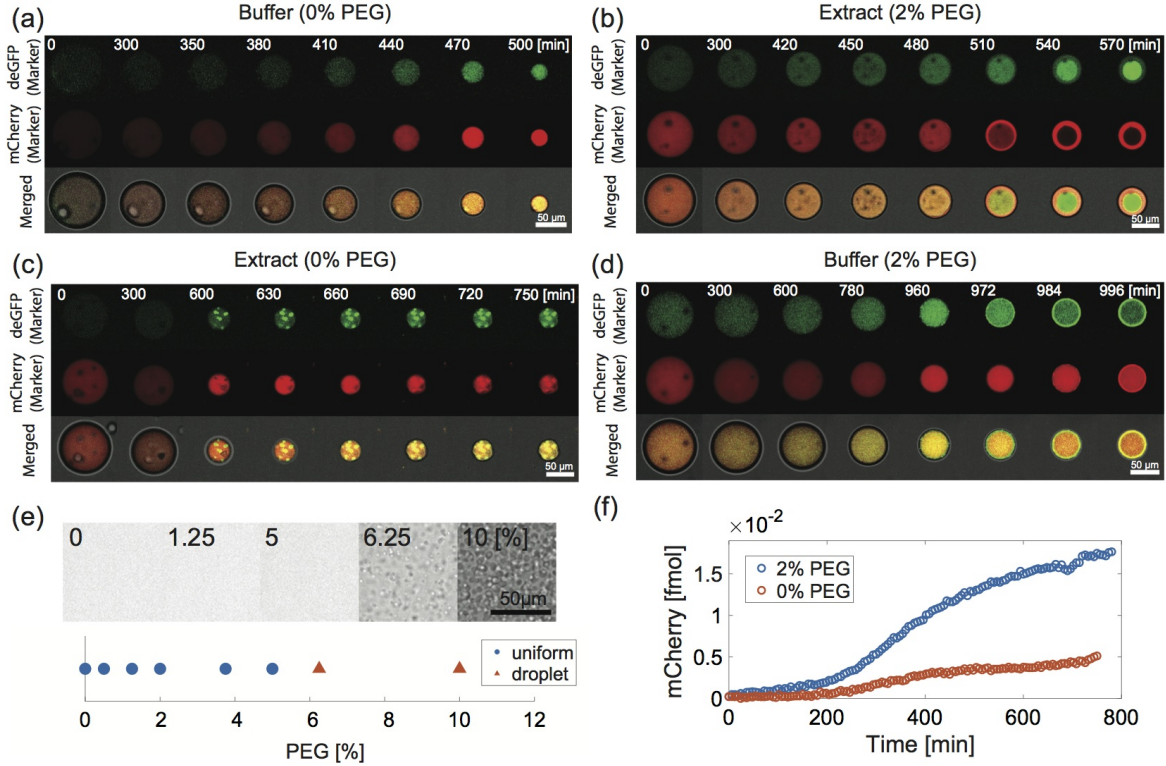 (a) Buffer (0% PEG)
0 300 350 380 410 440 470 500 [min]
deGFP (Marker)
mCherry (Marker)
Merged
50 µm
(b) Extract (2% PEG)
0 300 420 450 480 510 540 570 [min]
deGFP (Marker)
mCherry (Marker)
Merged
50 µm
(c) Extract (0% PEG)
0 300 600 630 660 690 720 750 [min]
deGFP (Marker)
mCherry (Marker)
Merged
50 µm
(d) Buffer (2% PEG)
0 300 600 780 960 972 984 996 [min]
deGFP (Marker)
mCherry (Marker)
Merged
50 µm
(e)
0 1.25 5 6.25 10 [%]
50µm
uniform
droplet
0 2 4 6 8 10 12
PEG [%]
(f)
×10-2
2% PEG
0% PEG
1.5
1
0.5
0
mCherry [fmol]
0 200 400 600 800
Time [min]